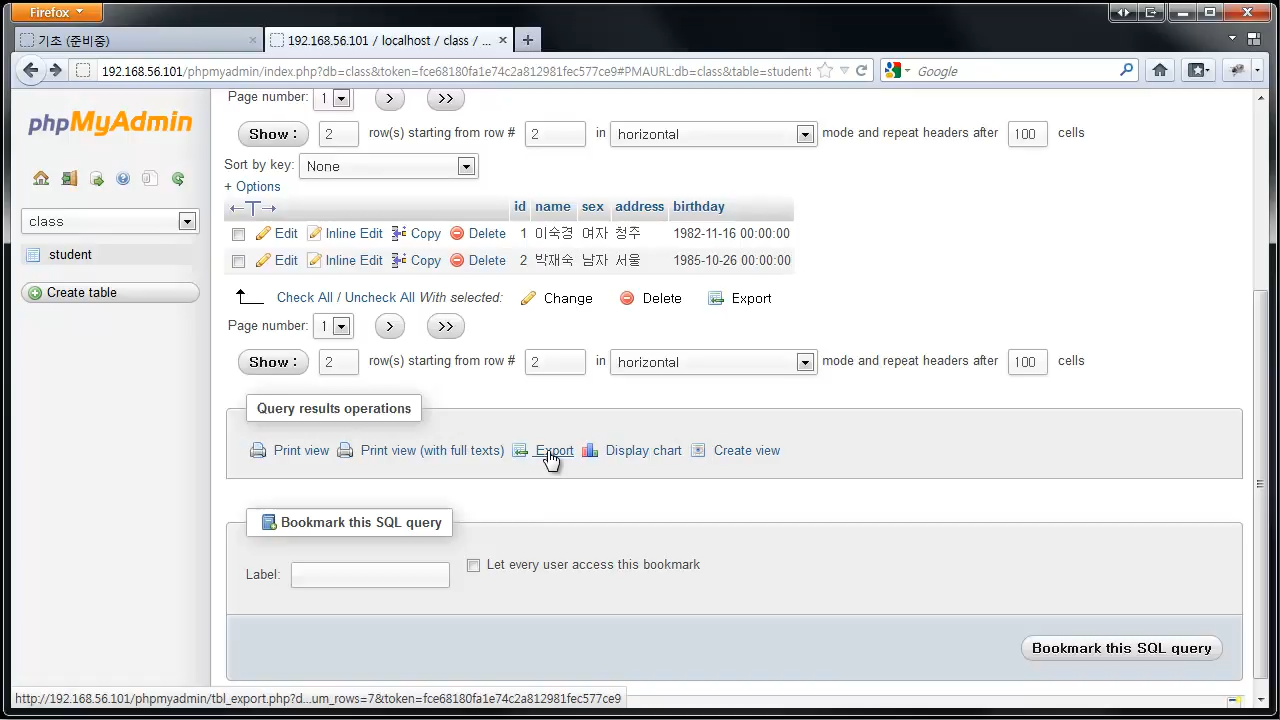 Firefox
기초 (준비중)
192.168.56.101 / localhost / class / ...
192.168.56.101/phpmyadmin/index.php?db=class&token=fce68180fa1e74c2a812981fec577ce9#PMAURL:db=class&table=student&
Google
phpMyAdmin
class
student
Create table
Page number: 1 > >>
Show : 2 row(s) starting from row # 2 in horizontal mode and repeat headers after 100 cells
Sort by key: None
+ Options
←T→ id name sex address birthday
Edit Inline Edit Copy Delete 1 이숙경 여자 청주 1982-11-16 00:00:00
Edit Inline Edit Copy Delete 2 박재숙 남자 서울 1985-10-26 00:00:00
Check All / Uncheck All With selected: Change Delete Export
Page number: 1 > >>
Show : 2 row(s) starting from row # 2 in horizontal mode and repeat headers after 100 cells
Query results operations
Print view Print view (with full texts) Export Display chart Create view
Bookmark this SQL query
Label: Let every user access this bookmark
Bookmark this SQL query
http://192.168.56.101/phpmyadmin/tbl_export.php?d...um_rows=7&token=fce68180fa1e74c2a812981fec577ce9